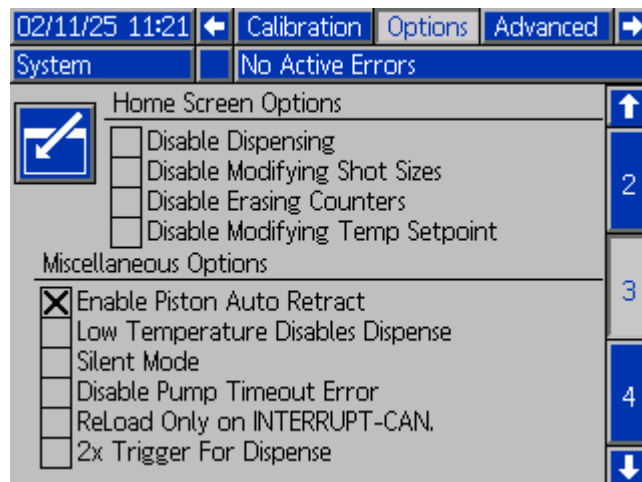 02/11/25 11:21 Calibration Options Advanced
System No Active Errors
Home Screen Options
Disable Dispensing
Disable Modifying Shot Sizes
Disable Erasing Counters
Disable Modifying Temp Setpoint
Miscellaneous Options
Enable Piston Auto Retract
Low Temperature Disables Dispense
Silent Mode
Disable Pump Timeout Error
ReLoad Only on INTERRUPT-CAN.
2x Trigger For Dispense
2
3
4